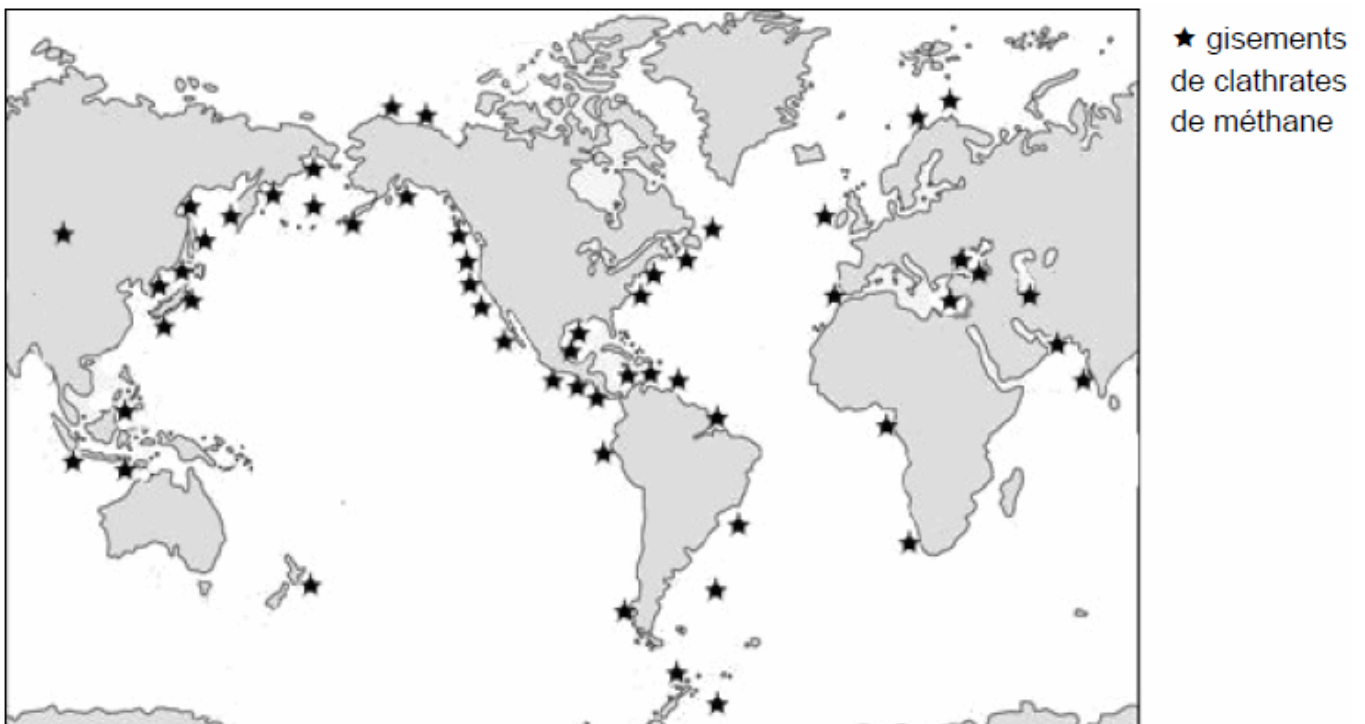 ★ gisements
de clathrates
de méthane